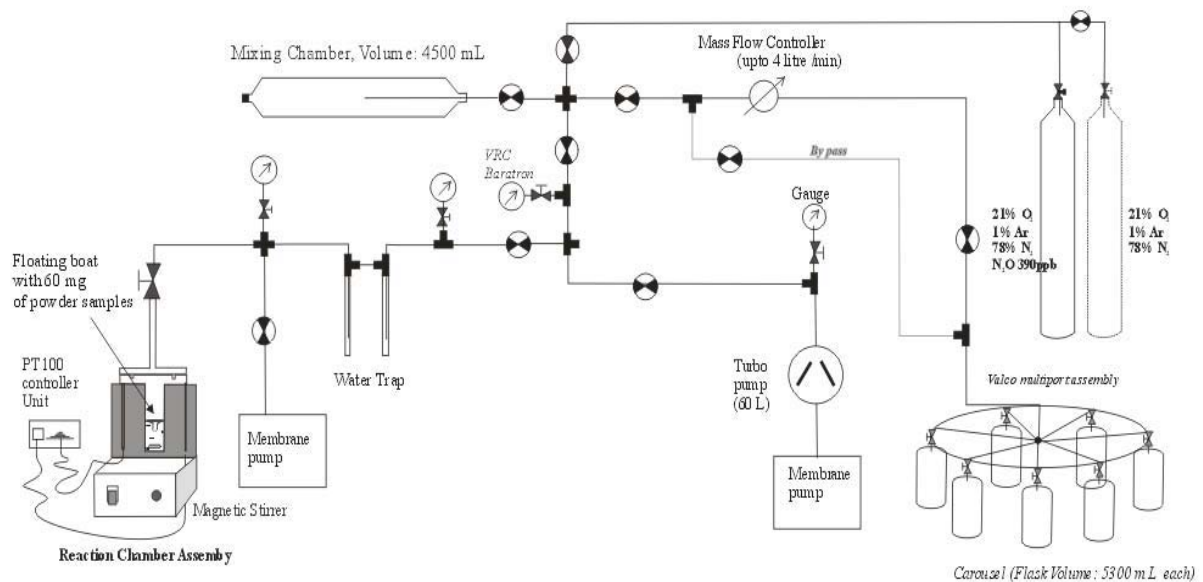 Mixing Chamber, Volume: 4500 mL
Mass Flow Controller
(upto 4 litre /min)
VRC
Baratron
By pass
Gauge
21% O₂
1% Ar
78% N₂
N₂O 390ppb
21% O₂
1% Ar
78% N₂
Floating boat
with 60 mg
of powder samples
PT100
controller
Unit
Water Trap
Turbo
pump
(60 L)
Valco multiport assembly
Membrane
pump
Membrane
pump
Magnetic Stirrer
Reaction Chamber Assemby
Carousel (Flask Volume: 5300 mL each)